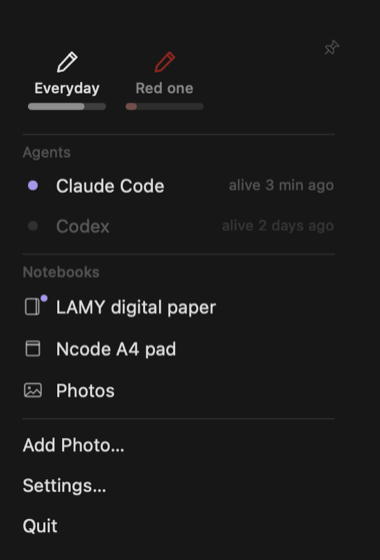 Everyday Red one
Agents
Claude Code alive 3 min ago
Codex alive 2 days ago
Notebooks
LAMY digital paper
Ncode A4 pad
Photos
Add Photo...
Settings...
Quit